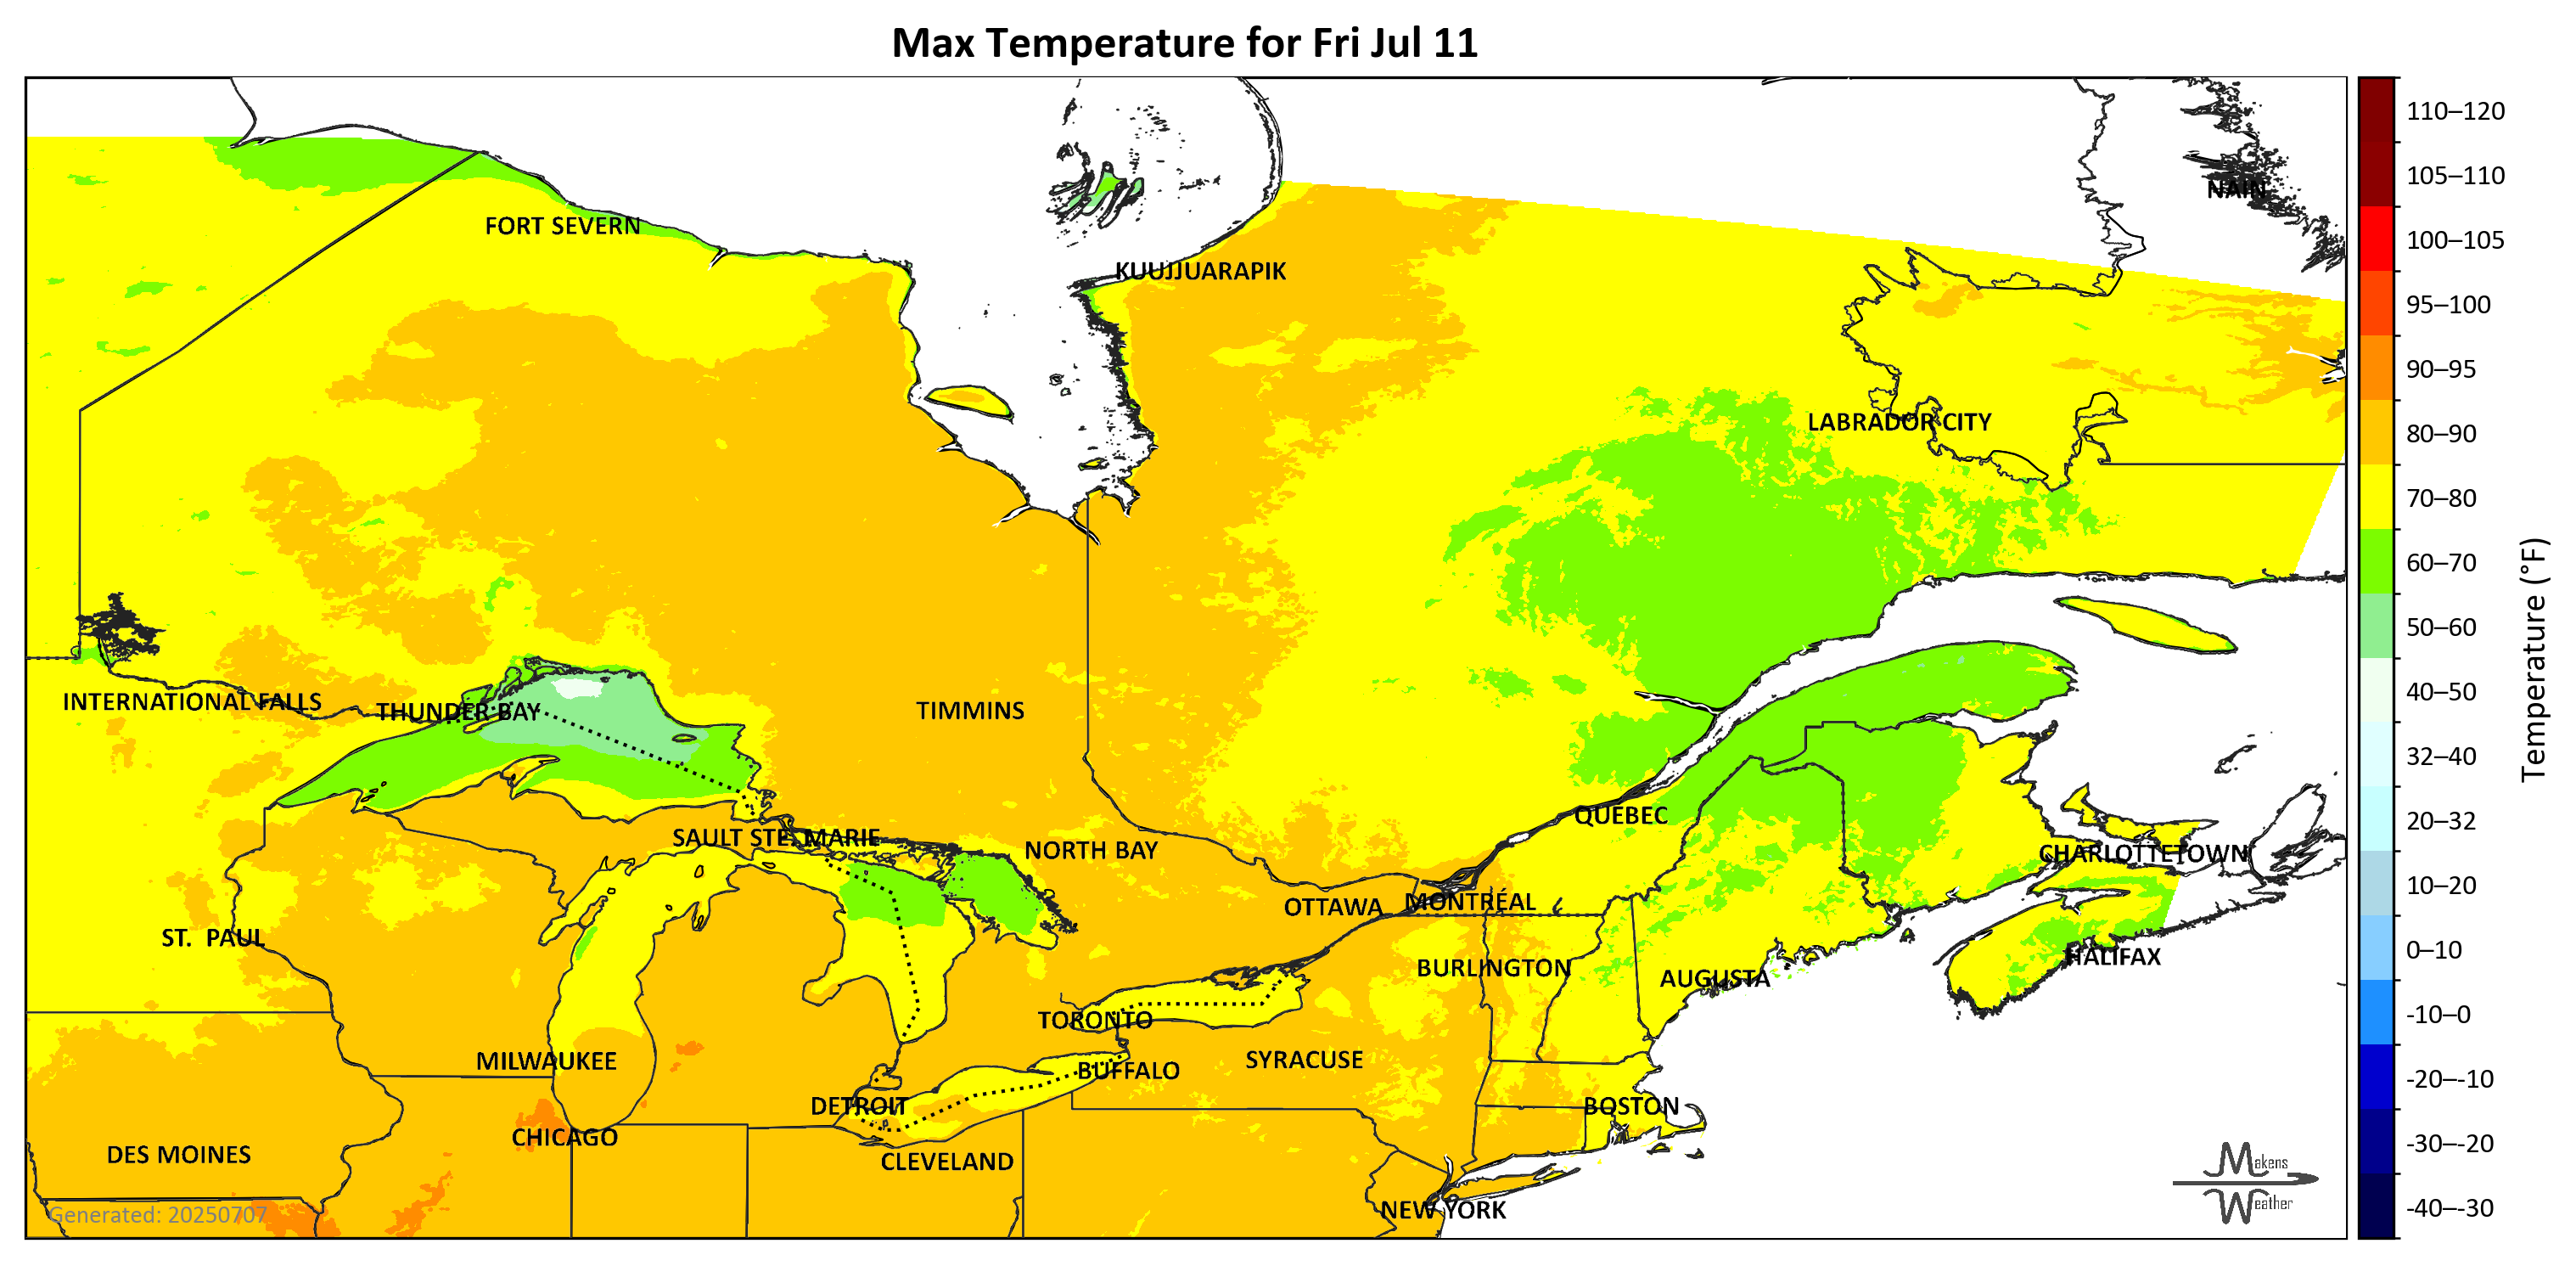 Max Temperature for Fri Jul 11
NAIN
FORT SEVERN
KUUJJUARAPIK
LABRADOR CITY
INTERNATIONAL FALLS
THUNDER BAY
TIMMINS
QUEBEC
SAULT STE. MARIE
NORTH BAY
CHARLOTTETOWN
OTTAWA
MONTRÉAL
ST. PAUL
HALIFAX
BURLINGTON
AUGUSTA
TORONTO
MILWAUKEE
SYRACUSE
BUFFALO
DETROIT
BOSTON
CHICAGO
DES MOINES
CLEVELAND
NEW YORK
Generated: 20250707
Makens
Weather
110–120
105–110
100–105
95–100
90–95
80–90
70–80
60–70
50–60
40–50
32–40
20–32
10–20
0–10
-10–0
-20–-10
-30–-20
-40–-30
Temperature (°F)